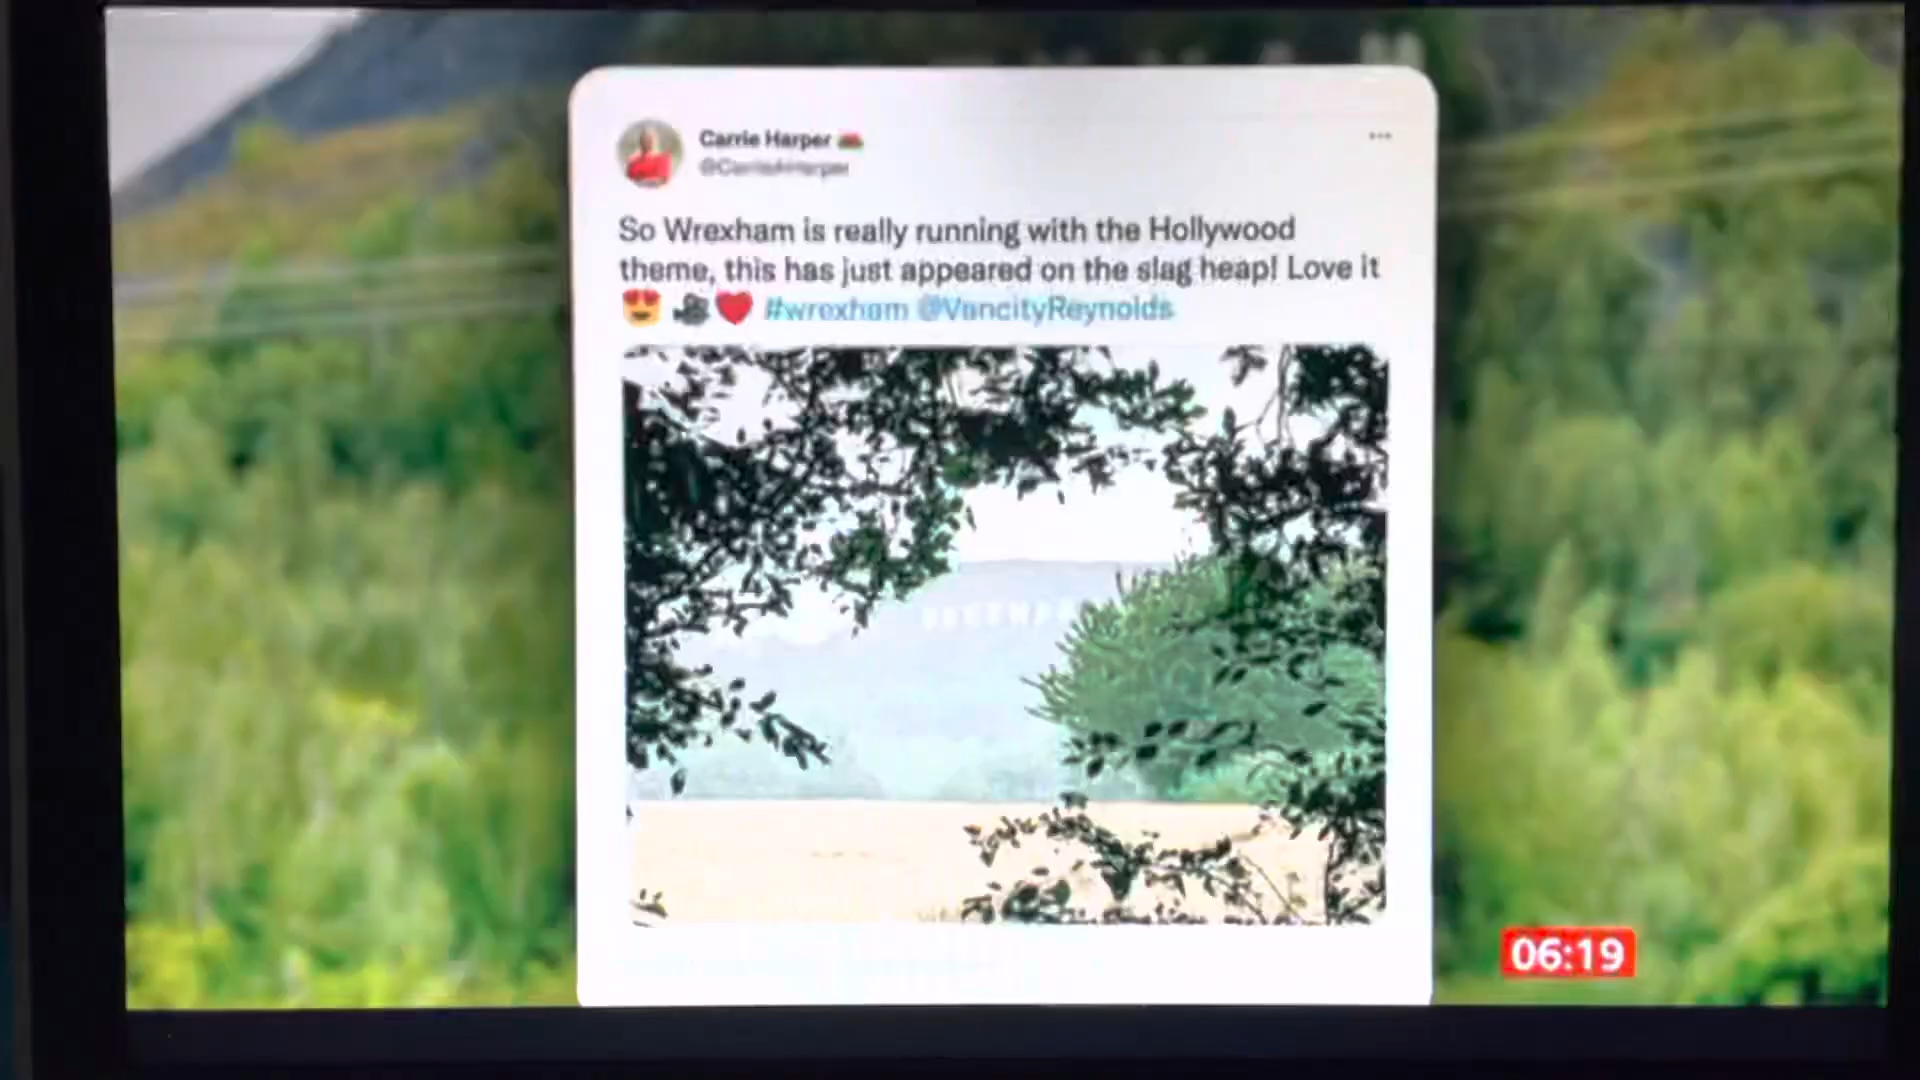 Carrie Harper
@CarrieAHarper
So Wrexham is really running with the Hollywood
theme, this has just appeared on the slag heap! Love it
😍 🎥❤️ #wrexham @VancityReynolds
06:19